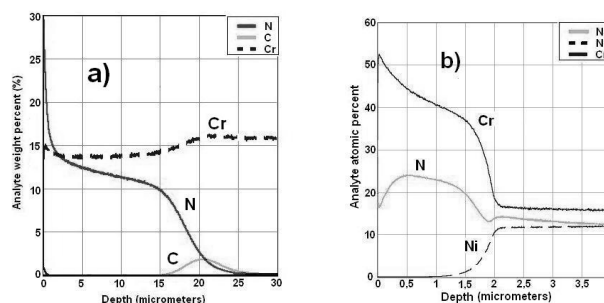 30
25
20
15
10
5
0
0 5 10 15 20 25 30
Analyte weight percent (%)
Depth (micrometers)
a)
N
C
Cr
Cr
N
C
60
50
40
30
20
10
0
0 0.5 1 1.5 2 2.5 3 3.5
Analyte atomic percent
Depth (micrometers)
b)
N
N
Cr
Cr
N
Ni